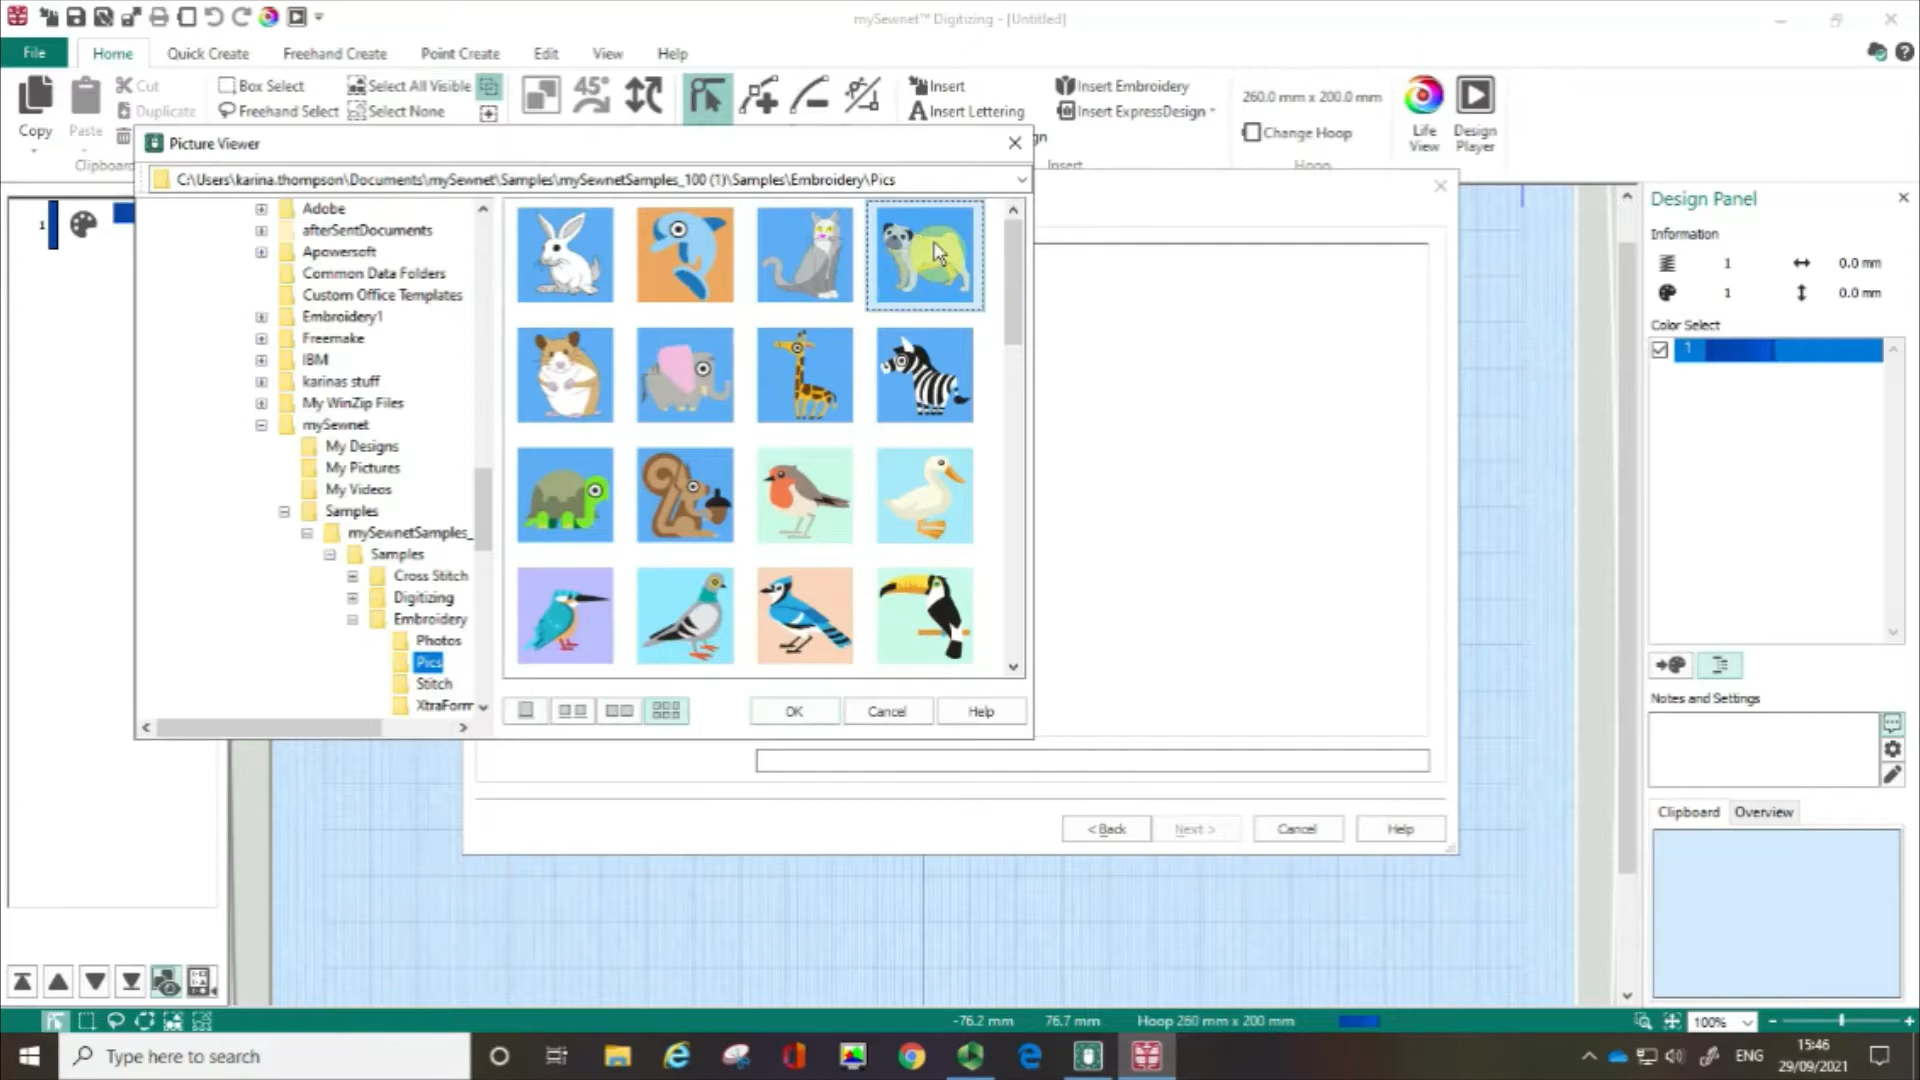 mySewnet™ Digitizing - [Untitled]
File Home Quick Create Freehand Create Point Create Edit View Help
Copy
Paste
Cut
Duplicate
Clipboard
Box Select
Freehand Select
Select All Visible
Select None
45°
Insert
Insert Lettering
Insert Embroidery
Insert ExpressDesign
Insert
260.0 mm x 200.0 mm
Change Hoop
Hoop
Life View
Design Player
Picture Viewer
C:\Users\karina.thompson\Documents\mySewnet\Samples\mySewnetSamples_100 (1)\Samples\Embroidery\Pics
Adobe
afterSentDocuments
Apowersoft
Common Data Folders
Custom Office Templates
Embroidery1
Freemake
IBM
karinas stuff
My WinZip Files
mySewnet
My Designs
My Pictures
My Videos
Samples
mySewnetSamples_
Samples
Cross Stitch
Digitizing
Embroidery
Photos
Pics
Stitch
OK
Cancel
Help
< Back
Next >
Cancel
Help
1
Design Panel
Information
1 0.0 mm
1 0.0 mm
Color Select
1
Notes and Settings
Clipboard Overview
-76.2 mm 76.7 mm Hoop 260 mm x 200 mm
100%
Type here to search
ENG
15:46
29/09/2021